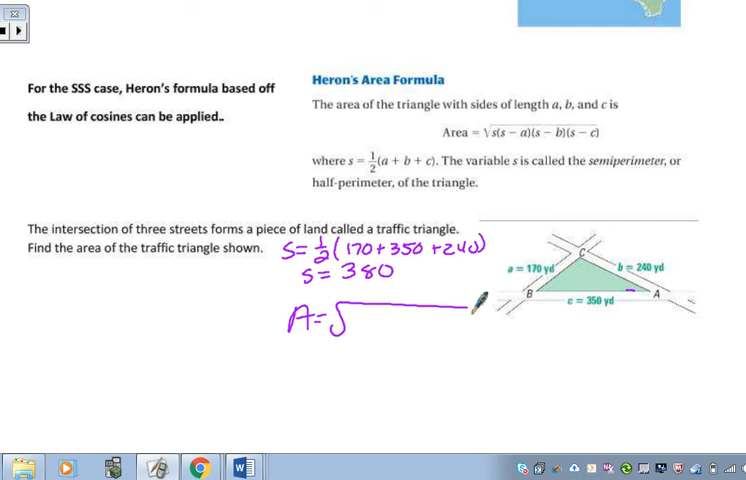 For the SSS case, Heron's formula based off
the Law of cosines can be applied..
Heron's Area Formula
The area of the triangle with sides of length a, b, and c is
Area = √s(s − a)(s − b)(s − c)
where s = 1/2(a + b + c). The variable s is called the semiperimeter, or
half-perimeter, of the triangle.
The intersection of three streets forms a piece of land called a traffic triangle.
Find the area of the traffic triangle shown.
S = 1/2(170+350+240)
S = 380
A = √
C
a = 170 yd
b = 240 yd
B
A
c = 350 yd